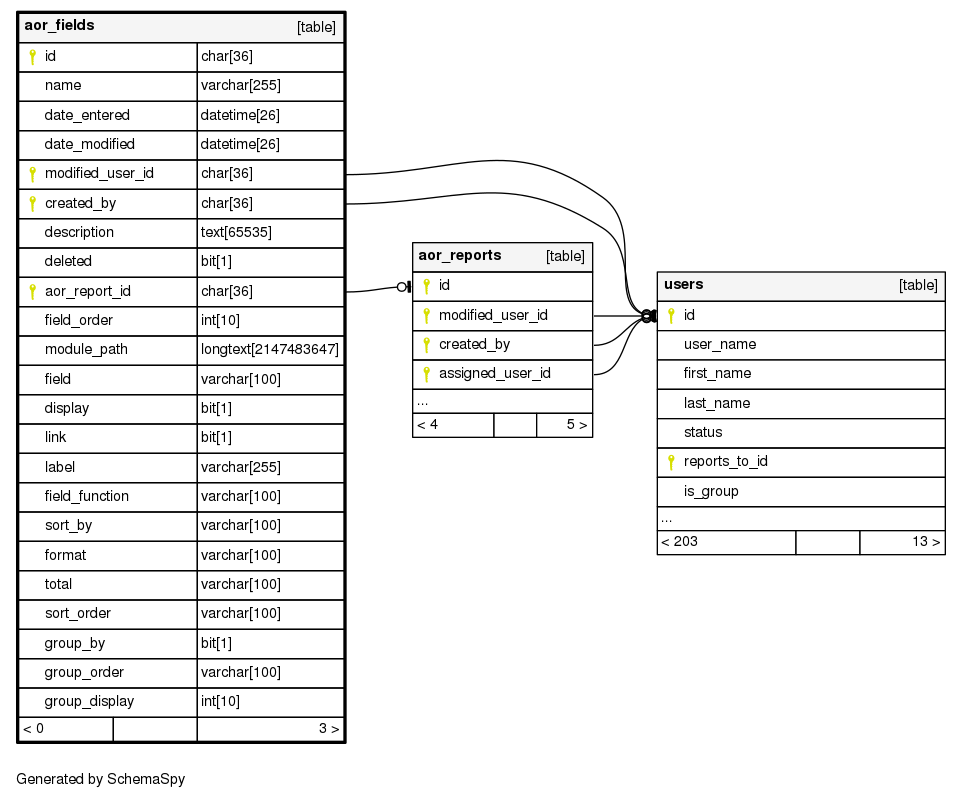 aor_fields [table]
id char[36]
name varchar[255]
date_entered datetime[26]
date_modified datetime[26]
modified_user_id char[36]
created_by char[36]
description text[65535]
deleted bit[1]
aor_report_id char[36]
field_order int[10]
module_path longtext[2147483647]
field varchar[100]
display bit[1]
link bit[1]
label varchar[255]
field_function varchar[100]
sort_by varchar[100]
format varchar[100]
total varchar[100]
sort_order varchar[100]
group_by bit[1]
group_order varchar[100]
group_display int[10]
< 0 3 >
aor_reports [table]
id
modified_user_id
created_by
assigned_user_id
...
< 4 5 >
users [table]
id
user_name
first_name
last_name
status
reports_to_id
is_group
...
< 203 13 >
Generated by SchemaSpy